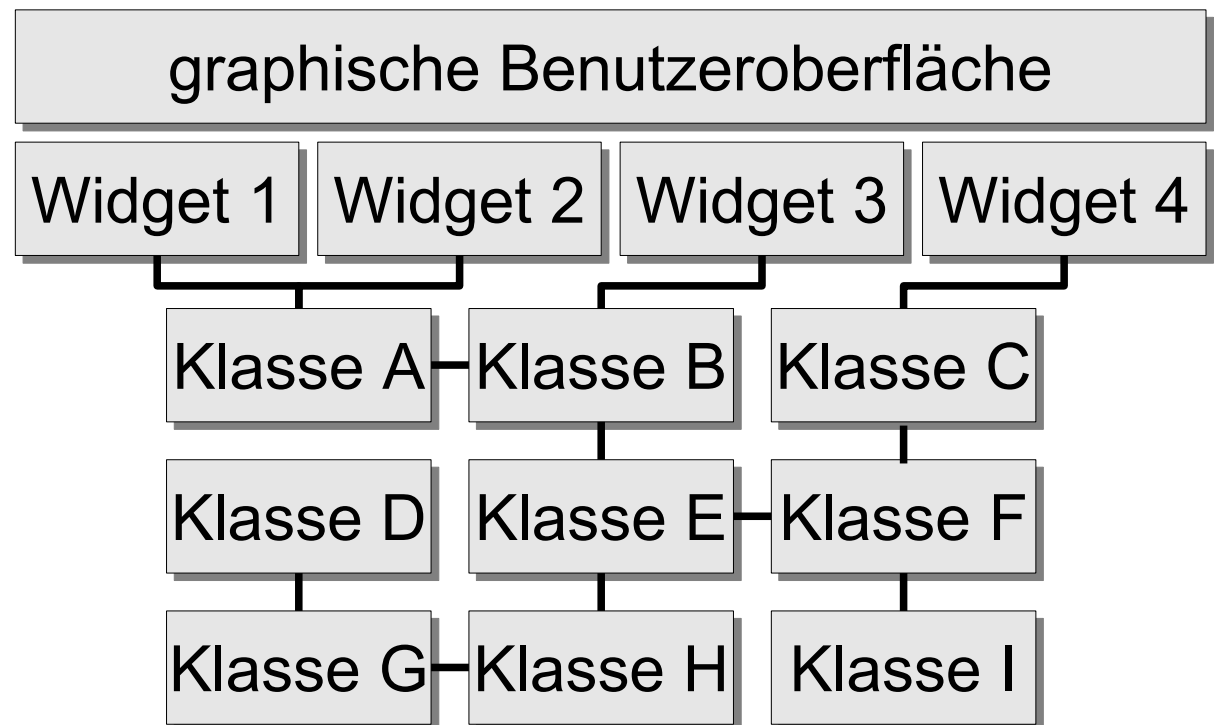 graphische Benutzeroberfläche
Widget 1
Widget 2
Widget 3
Widget 4
Klasse A
Klasse B
Klasse C
Klasse D
Klasse E
Klasse F
Klasse G
Klasse H
Klasse I